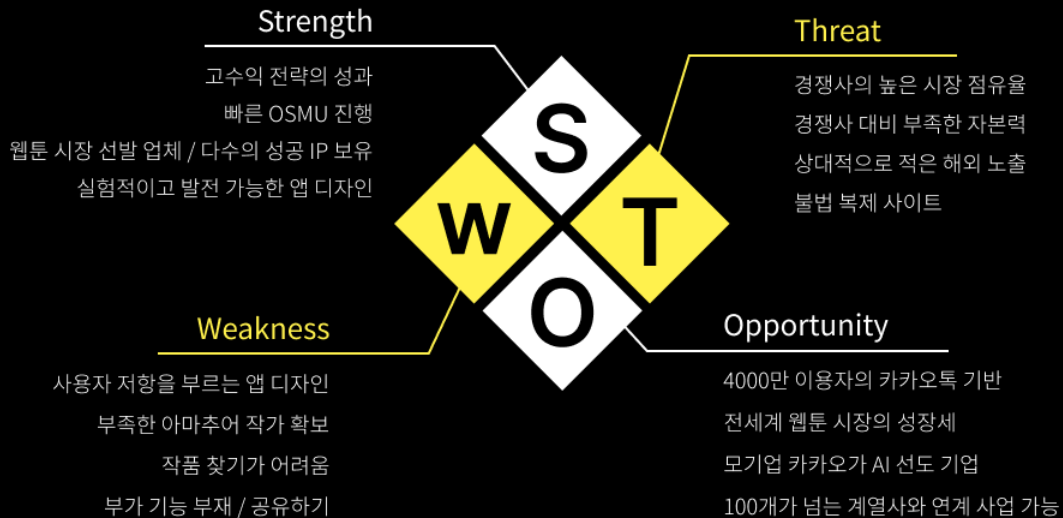 Strength
고수익 전략의 성과
빠른 OSMU 진행
웹툰 시장 선발 업체 / 다수의 성공 IP 보유
실험적이고 발전 가능한 앱 디자인
Threat
경쟁사의 높은 시장 점유율
경쟁사 대비 부족한 자본력
상대적으로 적은 해외 노출
불법 복제 사이트
S
W
T
O
Weakness
사용자 저항을 부르는 앱 디자인
부족한 아마추어 작가 확보
작품 찾기가 어려움
부가 기능 부재 / 공유하기
Opportunity
4000만 이용자의 카카오톡 기반
전세계 웹툰 시장의 성장세
모기업 카카오가 AI 선도 기업
100개가 넘는 계열사와 연계 사업 가능